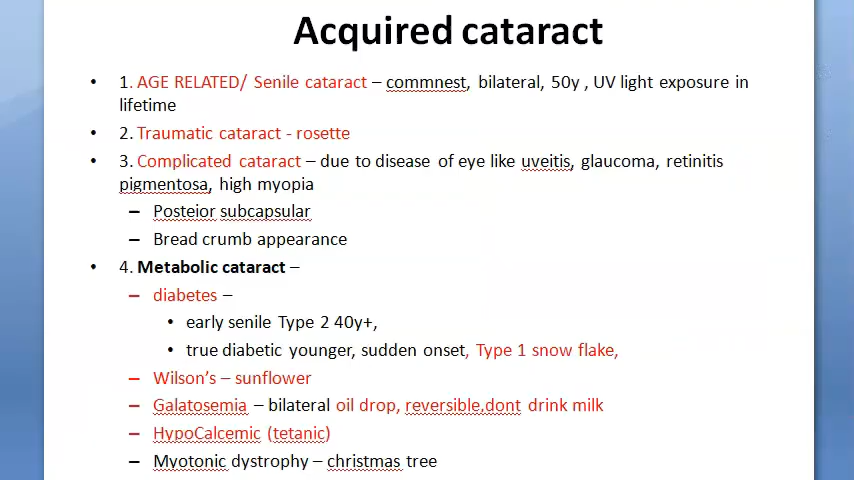 Acquired cataract
• 1. AGE RELATED/ Senile cataract – commnest, bilateral, 50y , UV light exposure in
lifetime
• 2. Traumatic cataract - rosette
• 3. Complicated cataract – due to disease of eye like uveitis, glaucoma, retinitis
pigmentosa, high myopia
– Posteior subcapsular
– Bread crumb appearance
• 4. Metabolic cataract –
– diabetes –
• early senile Type 2 40y+,
• true diabetic younger, sudden onset, Type 1 snow flake,
– Wilson's – sunflower
– Galatosemia – bilateral oil drop, reversible,dont drink milk
– HypoCalcemic (tetanic)
– Myotonic dystrophy – christmas tree